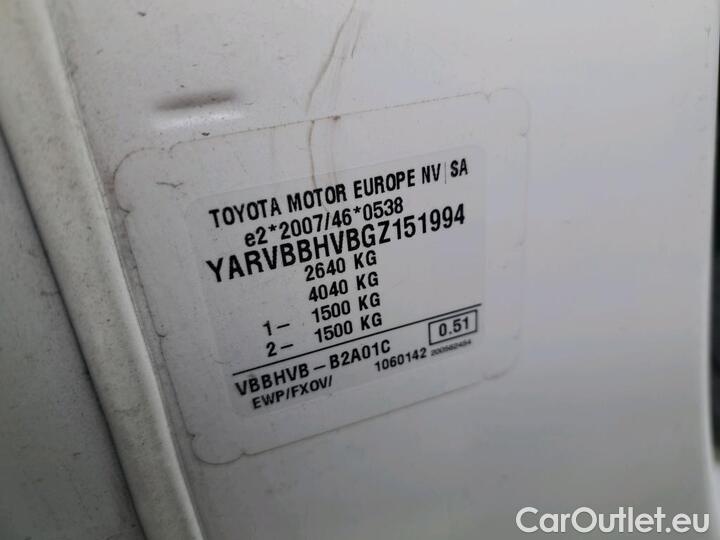 TOYOTA MOTOR EUROPE NV/SA
e2*2007/46*0538
YARVBBHVBGZ151994
2640 KG
4040 KG
1– 1500 KG
2– 1500 KG
0.51
VBBHVB – B2A01C
EWP/FXOV/ 1060142 200562494
CarOutlet.eu